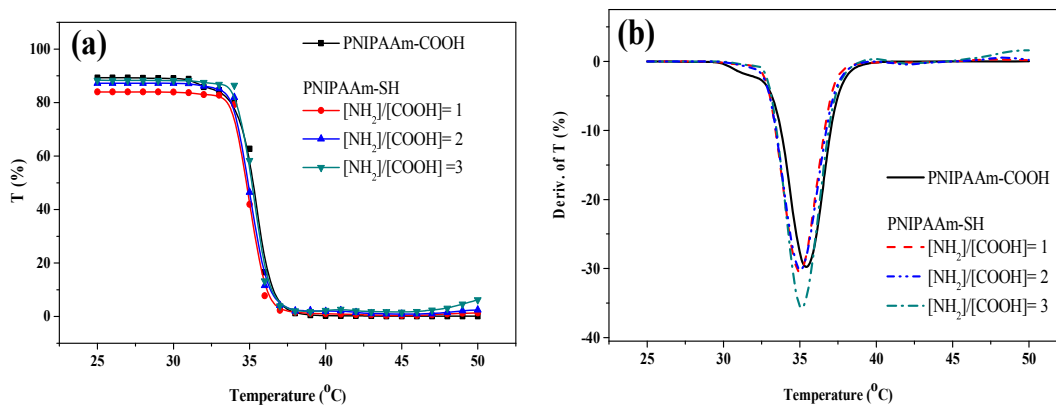 (a)
PNIPAAm-COOH
PNIPAAm-SH
[NH2]/[COOH]= 1
[NH2]/[COOH]= 2
[NH2]/[COOH] =3
100
80
60
40
20
0
T (%)
25 30 35 40 45 50
Temperature (°C)
(b)
PNIPAAm-COOH
PNIPAAm-SH
[NH2]/[COOH]= 1
[NH2]/[COOH]= 2
[NH2]/[COOH]= 3
0
-10
-20
-30
-40
Deriv. of T (%)
25 30 35 40 45 50
Temperature (°C)